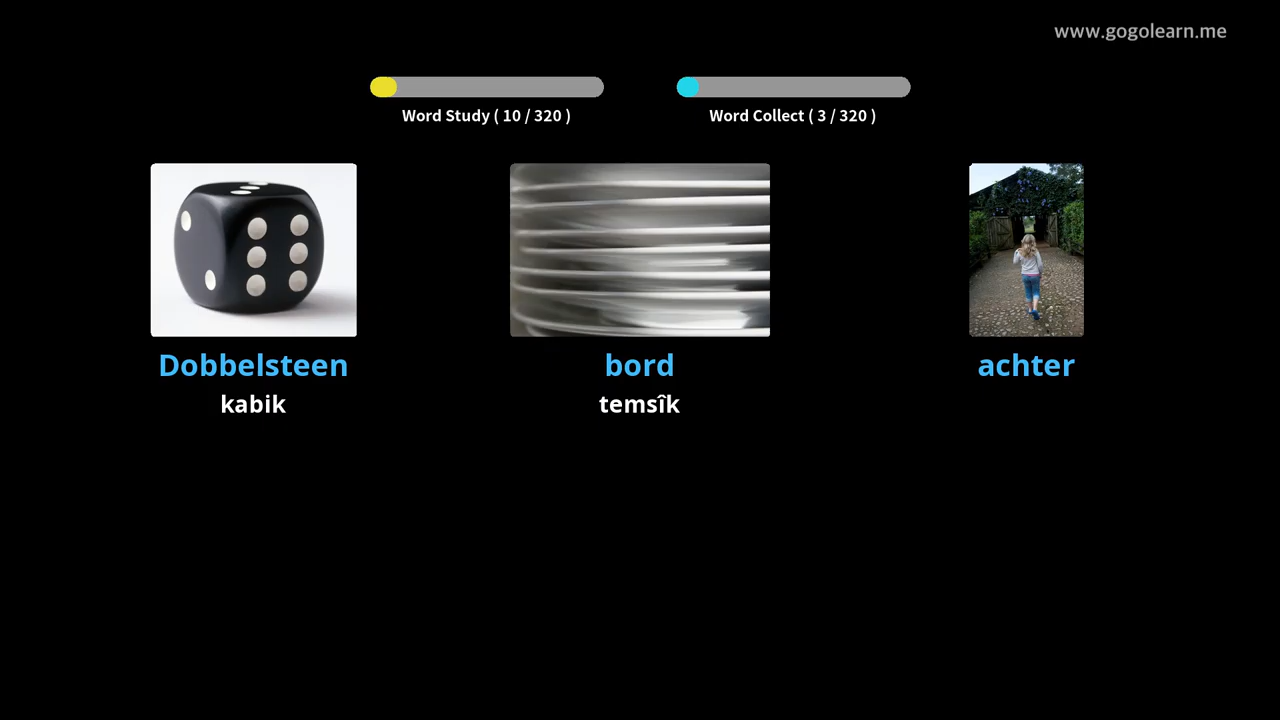 www.gogolearn.me
Word Study ( 10 / 320 )
Word Collect ( 3 / 320 )
Dobbelsteen
kabik
bord
temsîk
achter